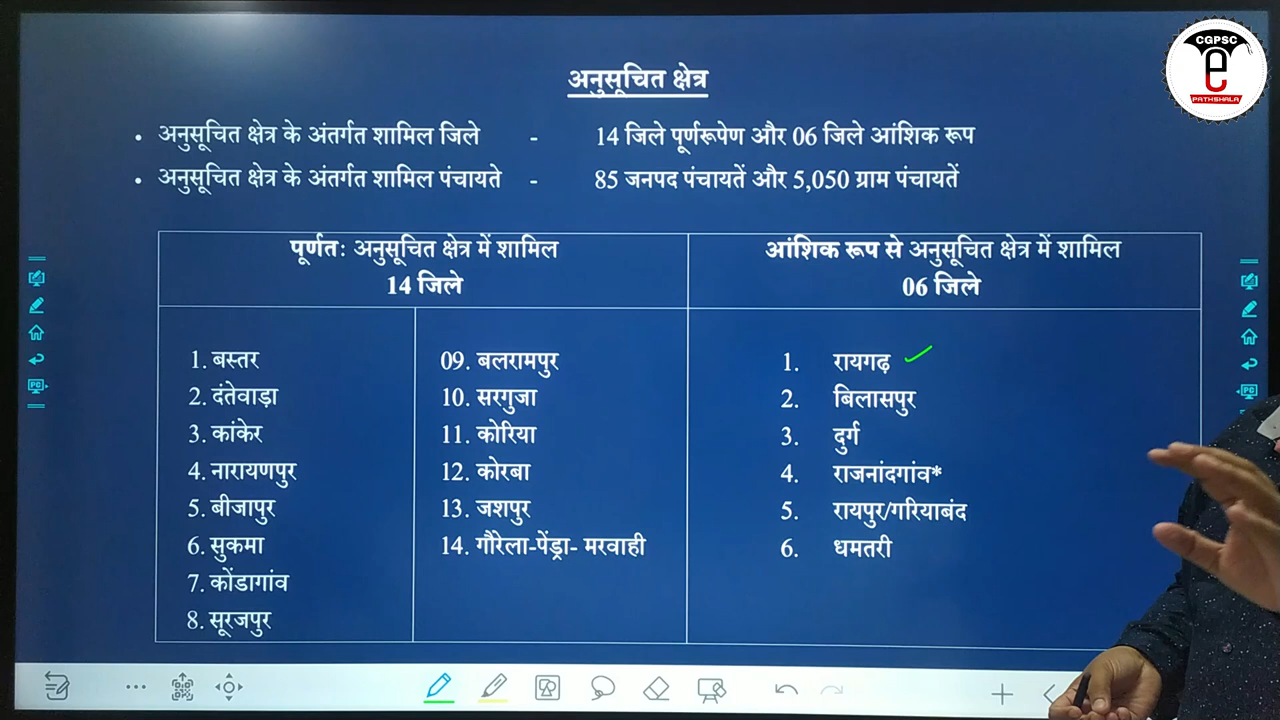 CGPSC
e
PATHSHALA
अनुसूचित क्षेत्र
• अनुसूचित क्षेत्र के अंतर्गत शामिल जिले - 14 जिले पूर्णरूपेण और 06 जिले आंशिक रूप
• अनुसूचित क्षेत्र के अंतर्गत शामिल पंचायते - 85 जनपद पंचायतें और 5,050 ग्राम पंचायतें
पूर्णतः अनुसूचित क्षेत्र में शामिल
14 जिले
आंशिक रूप से अनुसूचित क्षेत्र में शामिल
06 जिले
1. बस्तर
2. दंतेवाड़ा
3. कांकेर
4. नारायणपुर
5. बीजापुर
6. सुकमा
7. कोंडागांव
8. सूरजपुर
09. बलरामपुर
10. सरगुजा
11. कोरिया
12. कोरबा
13. जशपुर
14. गौरेला-पेंड्रा- मरवाही
1. रायगढ़
2. बिलासपुर
3. दुर्ग
4. राजनांदगांव*
5. रायपुर/गरियाबंद
6. धमतरी
PC
PC